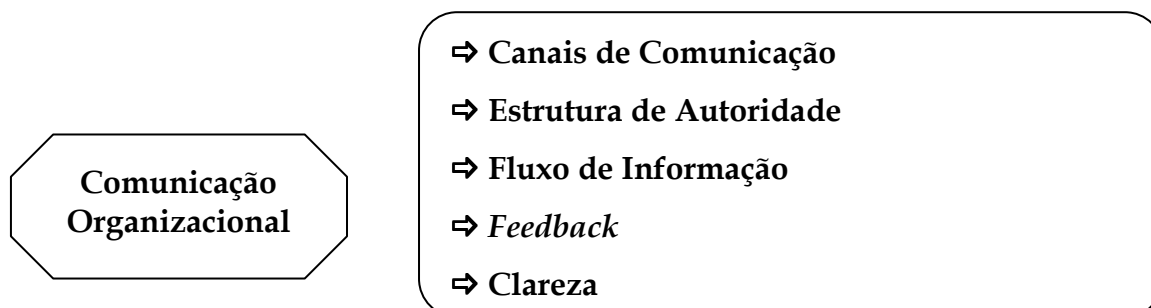 Comunicação
Organizacional
⇨ Canais de Comunicação
⇨ Estrutura de Autoridade
⇨ Fluxo de Informação
⇨ Feedback
⇨ Clareza